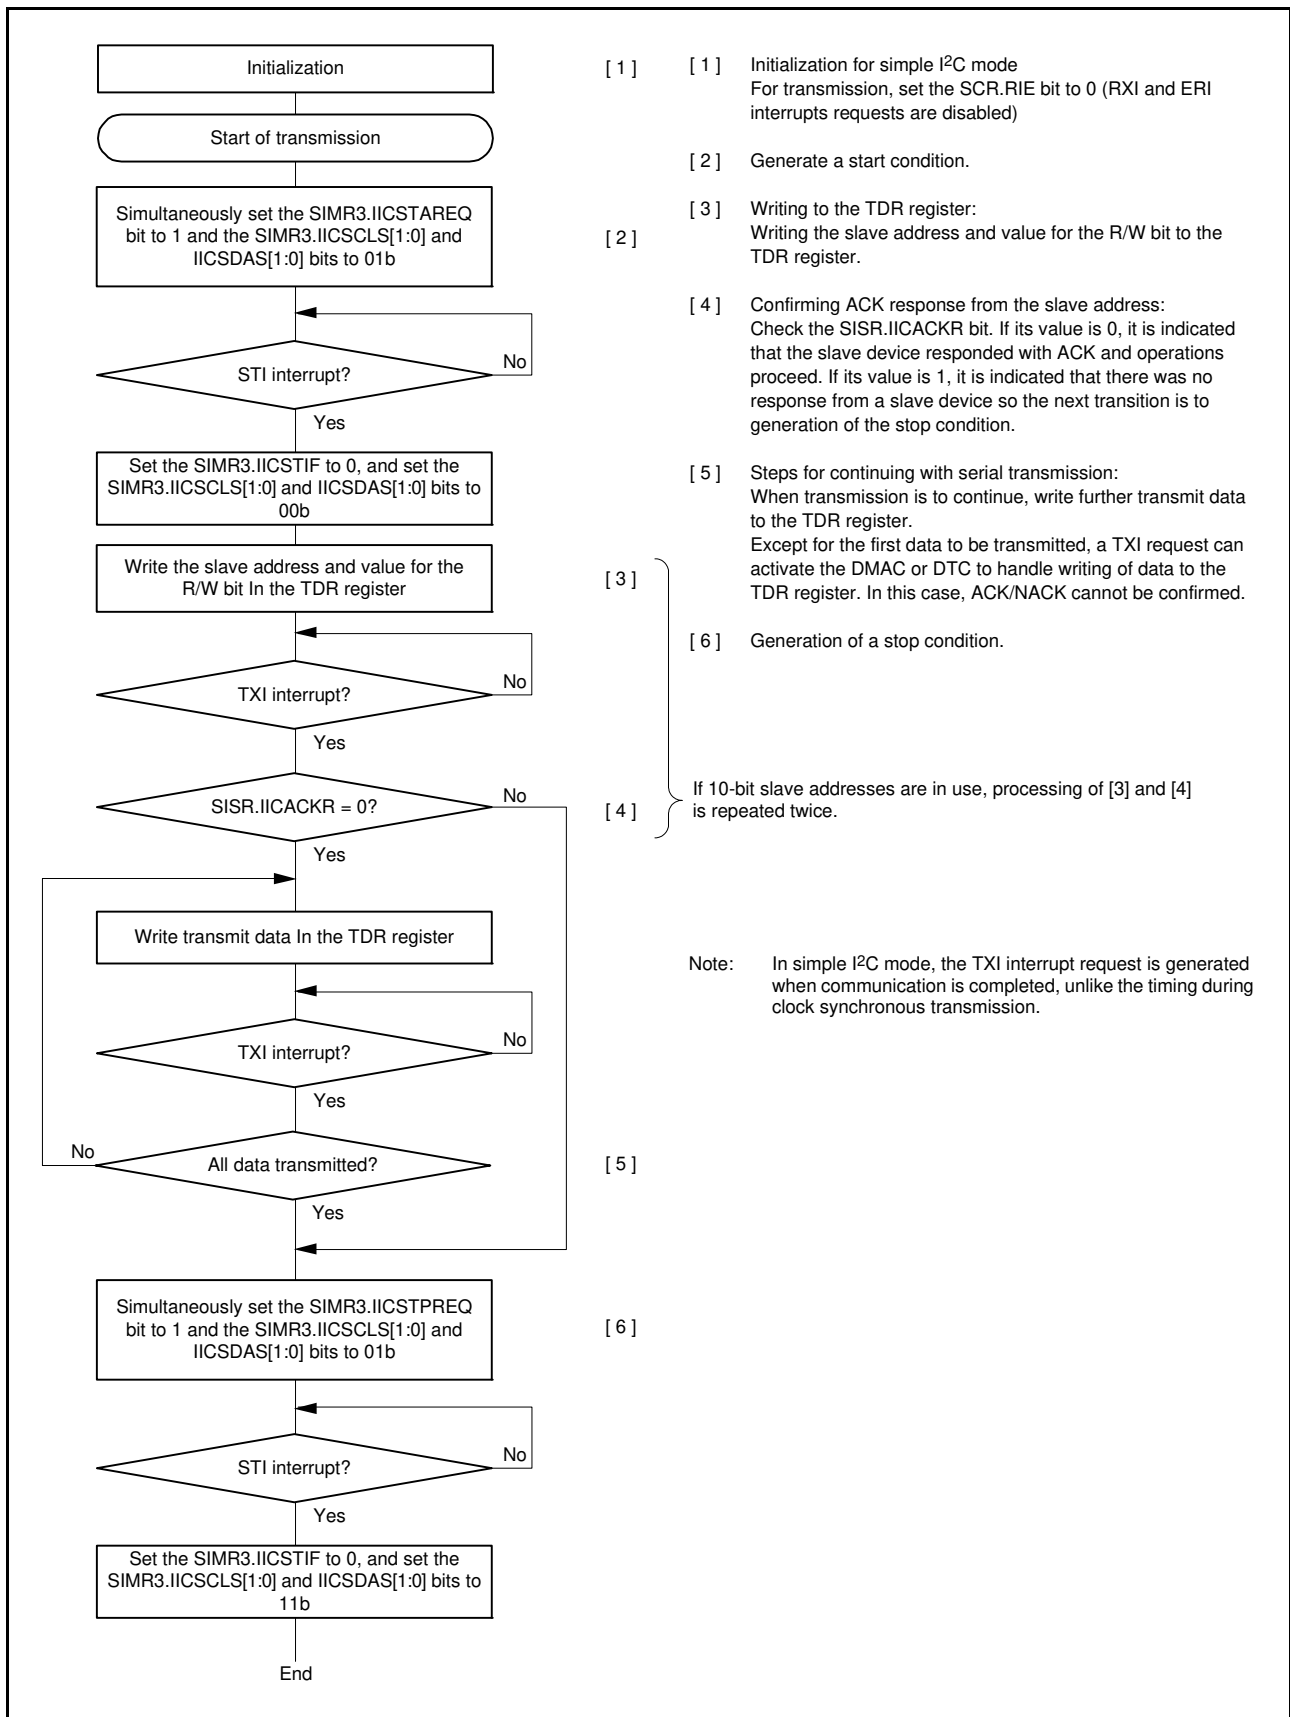 Initialization
[ 1 ]
Start of transmission
Simultaneously set the SIMR3.IICSTAREQ
bit to 1 and the SIMR3.IICSCLS[1:0] and
IICSDAS[1:0] bits to 01b
[ 2 ]
STI interrupt?
No
Yes
Set the SIMR3.IICSTIF to 0, and set the
SIMR3.IICSCLS[1:0] and IICSDAS[1:0] bits to
00b
Write the slave address and value for the
R/W bit In the TDR register
[ 3 ]
TXI interrupt?
No
Yes
SISR.IICACKR = 0?
No
[ 4 ]
Yes
Write transmit data In the TDR register
TXI interrupt?
No
Yes
No
All data transmitted?
[ 5 ]
Yes
Simultaneously set the SIMR3.IICSTPREQ
bit to 1 and the SIMR3.IICSCLS[1:0] and
IICSDAS[1:0] bits to 01b
[ 6 ]
STI interrupt?
No
Yes
Set the SIMR3.IICSTIF to 0, and set the
SIMR3.IICSCLS[1:0] and IICSDAS[1:0] bits to
11b
End
[ 1 ] Initialization for simple I2C mode
For transmission, set the SCR.RIE bit to 0 (RXI and ERI
interrupts requests are disabled)
[ 2 ] Generate a start condition.
[ 3 ] Writing to the TDR register:
Writing the slave address and value for the R/W bit to the
TDR register.
[ 4 ] Confirming ACK response from the slave address:
Check the SISR.IICACKR bit. If its value is 0, it is indicated
that the slave device responded with ACK and operations
proceed. If its value is 1, it is indicated that there was no
response from a slave device so the next transition is to
generation of the stop condition.
[ 5 ] Steps for continuing with serial transmission:
When transmission is to continue, write further transmit data
to the TDR register.
Except for the first data to be transmitted, a TXI request can
activate the DMAC or DTC to handle writing of data to the
TDR register. In this case, ACK/NACK cannot be confirmed.
[ 6 ] Generation of a stop condition.
If 10-bit slave addresses are in use, processing of [3] and [4]
is repeated twice.
Note: In simple I2C mode, the TXI interrupt request is generated
when communication is completed, unlike the timing during
clock synchronous transmission.